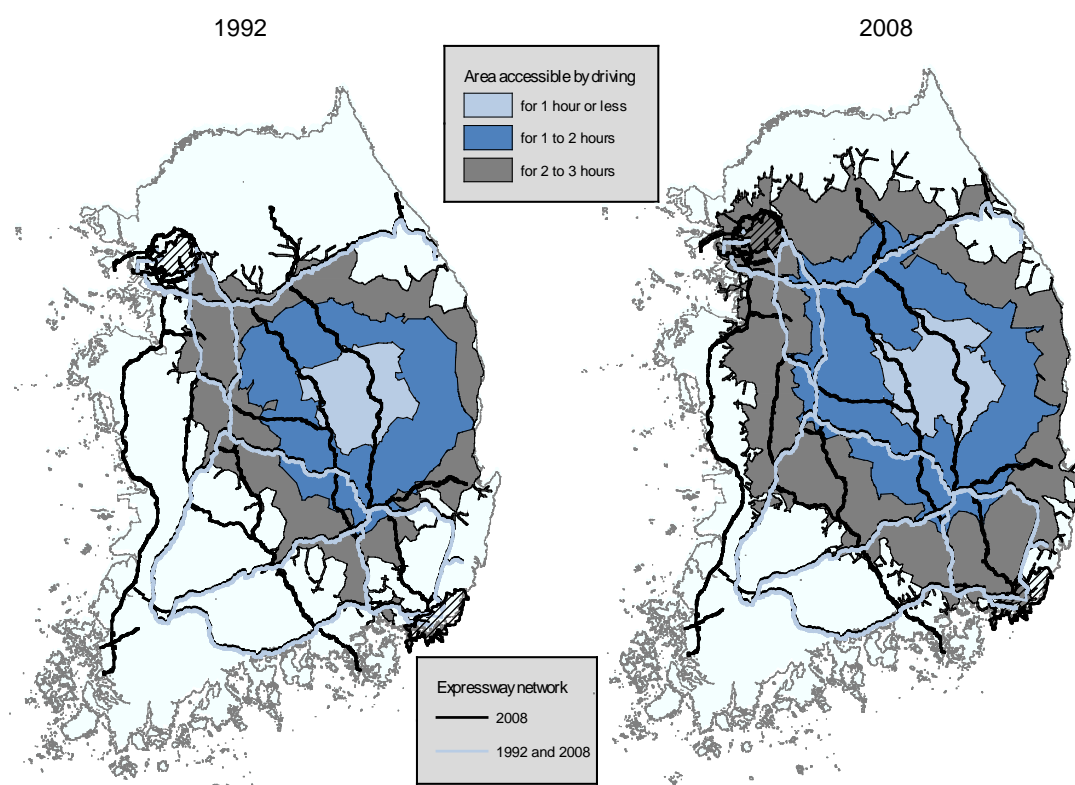 1992
2008
Area accessible by driving
for 1 hour or less
for 1 to 2 hours
for 2 to 3 hours
Expressway network
2008
1992 and 2008